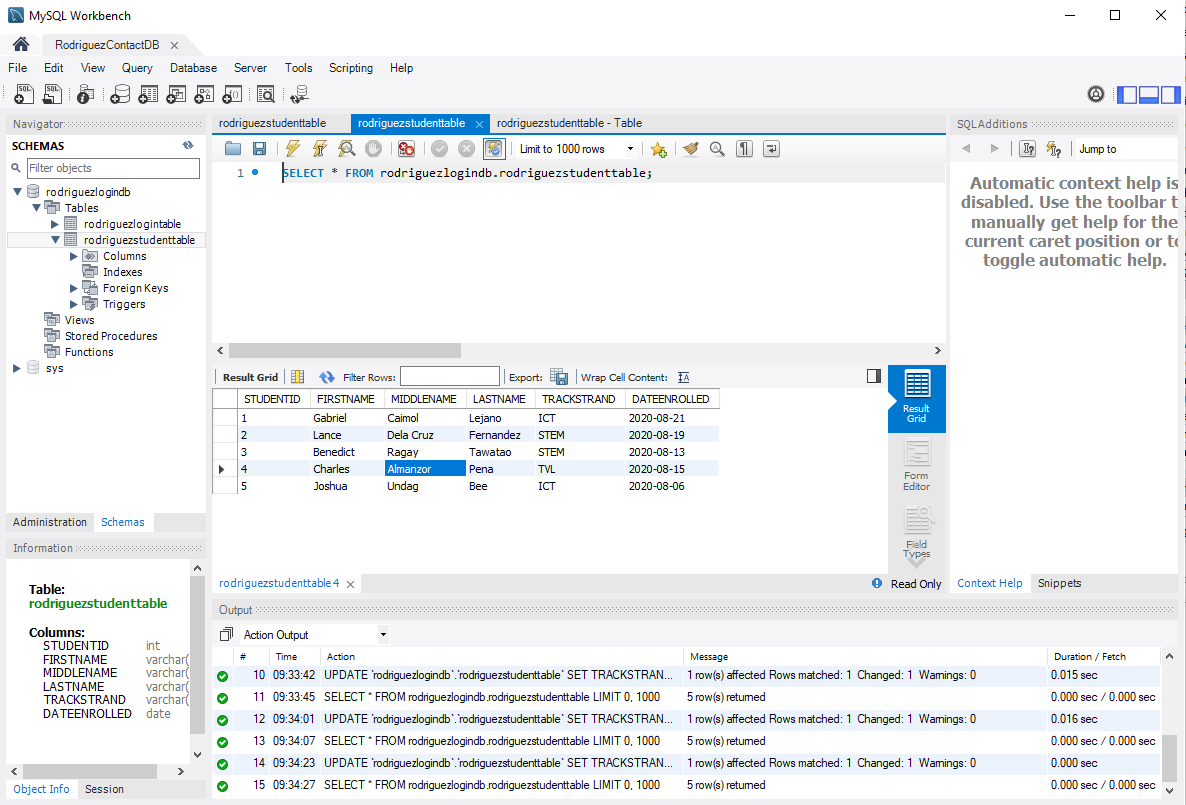 MySQL Workbench
RodriguezContactDB
File Edit View Query Database Server Tools Scripting Help
Navigator
SCHEMAS
Filter objects
rodriguezlogindb
Tables
rodriguezlogintable
rodriguezstudenttable
Columns
Indexes
Foreign Keys
Triggers
Views
Stored Procedures
Functions
sys
Administration Schemas
Information
Table:
rodriguezstudenttable
Columns:
STUDENTID int
FIRSTNAME varchar(
MIDDLENAME varchar(
LASTNAME varchar(
TRACKSTRAND varchar(
DATEENROLLED date
Object Info Session
rodriguezstudenttable rodriguezstudenttable rodriguezstudenttable - Table
Limit to 1000 rows
1 SELECT * FROM rodriguezlogindb.rodriguezstudenttable;
Result Grid Filter Rows: Export: Wrap Cell Content:
STUDENTID FIRSTNAME MIDDLENAME LASTNAME TRACKSTRAND DATEENROLLED
1 Gabriel Caimol Lejano ICT 2020-08-21
2 Lance Dela Cruz Fernandez STEM 2020-08-19
3 Benedict Ragay Tawatao STEM 2020-08-13
4 Charles Almanzor Pena TVL 2020-08-15
5 Joshua Undag Bee ICT 2020-08-06
Result
Grid
Form
Editor
Field
Types
rodriguezstudenttable 4
Read Only
SQLAdditions
Jump to
Automatic context help is
disabled. Use the toolbar t
manually get help for the
current caret position or to
toggle automatic help.
Context Help Snippets
Output
Action Output
# Time Action Message Duration / Fetch
10 09:33:42 UPDATE `rodriguezlogindb`.`rodriguezstudenttable` SET TRACKSTRAN... 1 row(s) affected Rows matched: 1 Changed: 1 Warnings: 0 0.015 sec
11 09:33:45 SELECT * FROM rodriguezlogindb.rodriguezstudenttable LIMIT 0, 1000 5 row(s) returned 0.000 sec / 0.000 sec
12 09:34:01 UPDATE `rodriguezlogindb`.`rodriguezstudenttable` SET TRACKSTRAN... 1 row(s) affected Rows matched: 1 Changed: 1 Warnings: 0 0.016 sec
13 09:34:07 SELECT * FROM rodriguezlogindb.rodriguezstudenttable LIMIT 0, 1000 5 row(s) returned 0.000 sec / 0.000 sec
14 09:34:23 UPDATE `rodriguezlogindb`.`rodriguezstudenttable` SET TRACKSTRAN... 1 row(s) affected Rows matched: 1 Changed: 1 Warnings: 0 0.000 sec
15 09:34:27 SELECT * FROM rodriguezlogindb.rodriguezstudenttable LIMIT 0, 1000 5 row(s) returned 0.000 sec / 0.000 sec